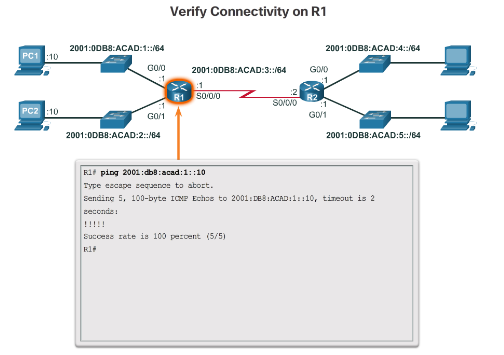 Verify Connectivity on R1
PC1
:10
2001:0DB8:ACAD:1::/64
G0/0
:1
2001:0DB8:ACAD:3::/64
2001:0DB8:ACAD:4::/64
G0/0
:1
R1
:1
S0/0/0
:2
S0/0/0
R2
PC2
:10
:1
G0/1
2001:0DB8:ACAD:2::/64
:1
G0/1
2001:0DB8:ACAD:5::/64
R1# ping 2001:db8:acad:1::10
Type escape sequence to abort.
Sending 5, 100-byte ICMP Echos to 2001:DB8:ACAD:1::10, timeout is 2
seconds:
!!!!!
Success rate is 100 percent (5/5)
R1#